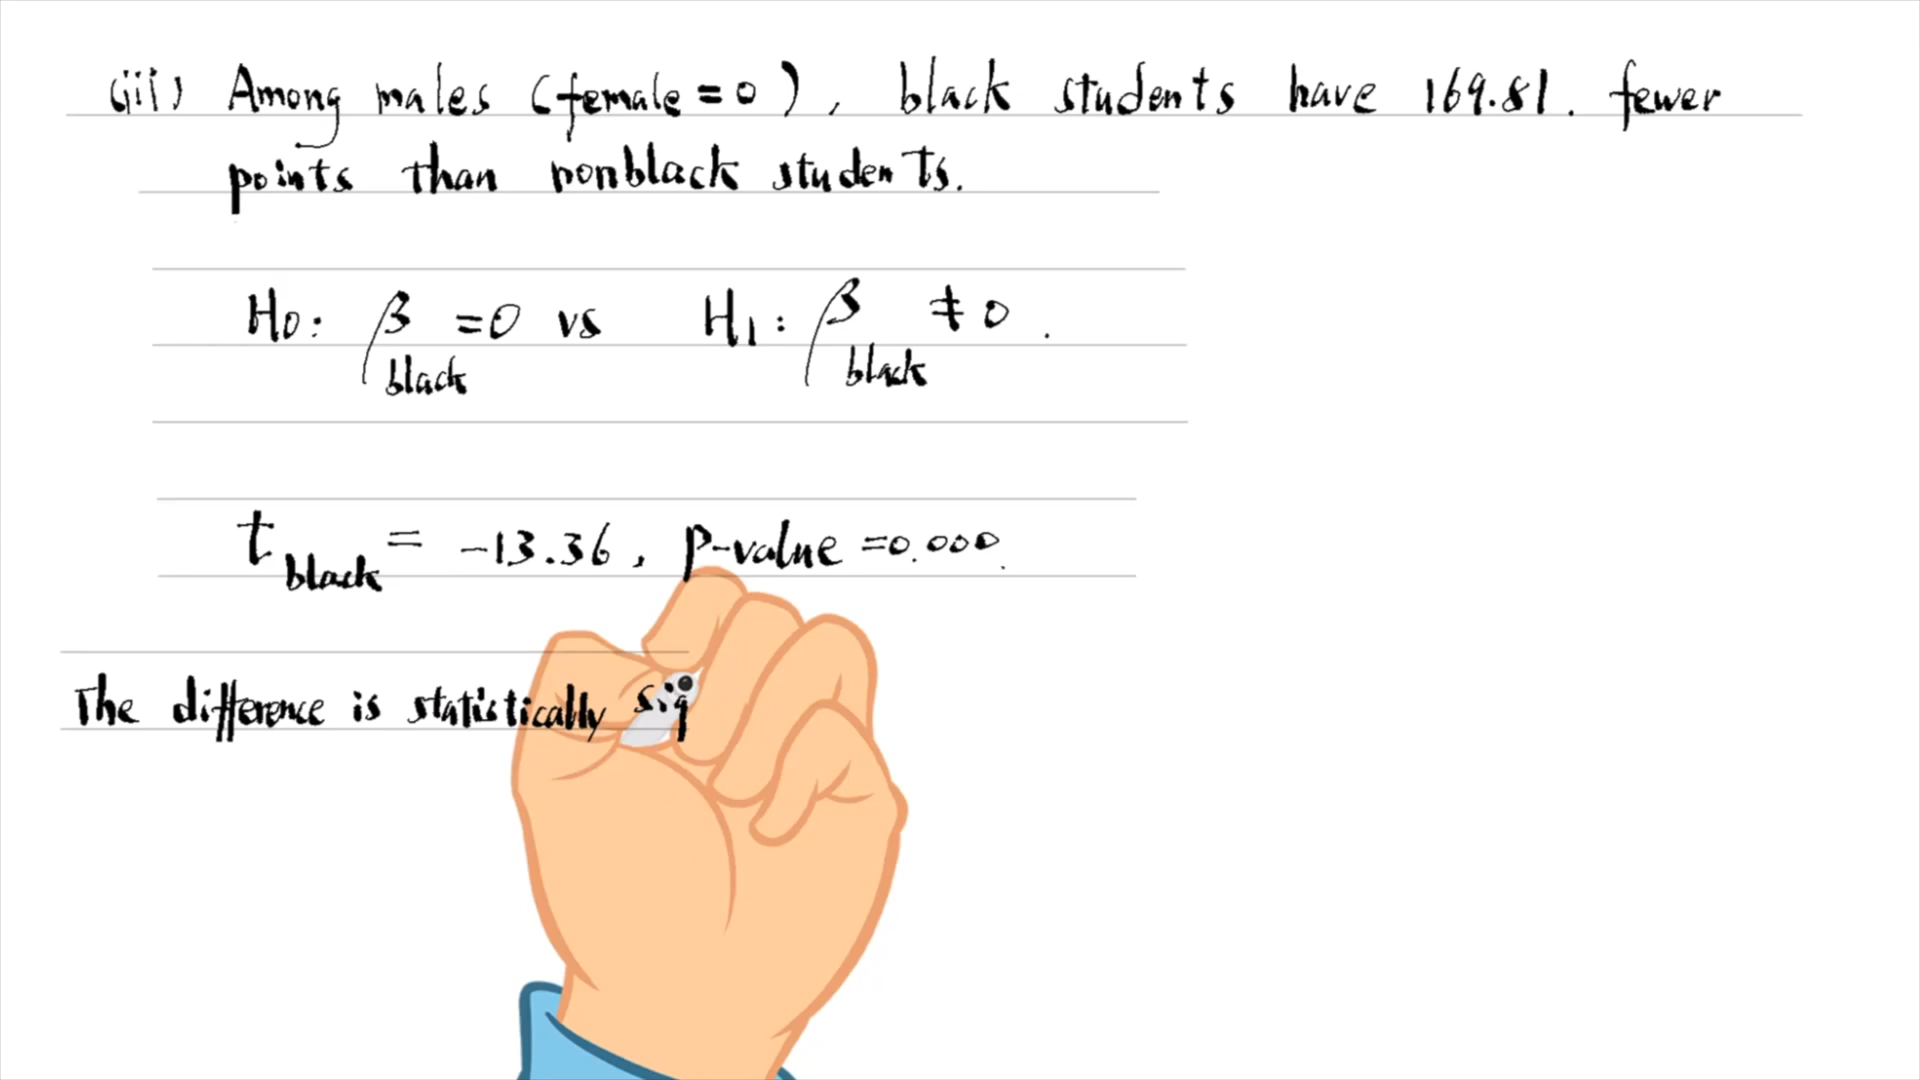 (iii) Among males (female = 0), black students have 169.81. fewer
points than nonblack students.
H0: β black = 0 vs H1: β black ≠ 0.
t black = -13.36, p-value = 0.000.
The difference is statistically sig